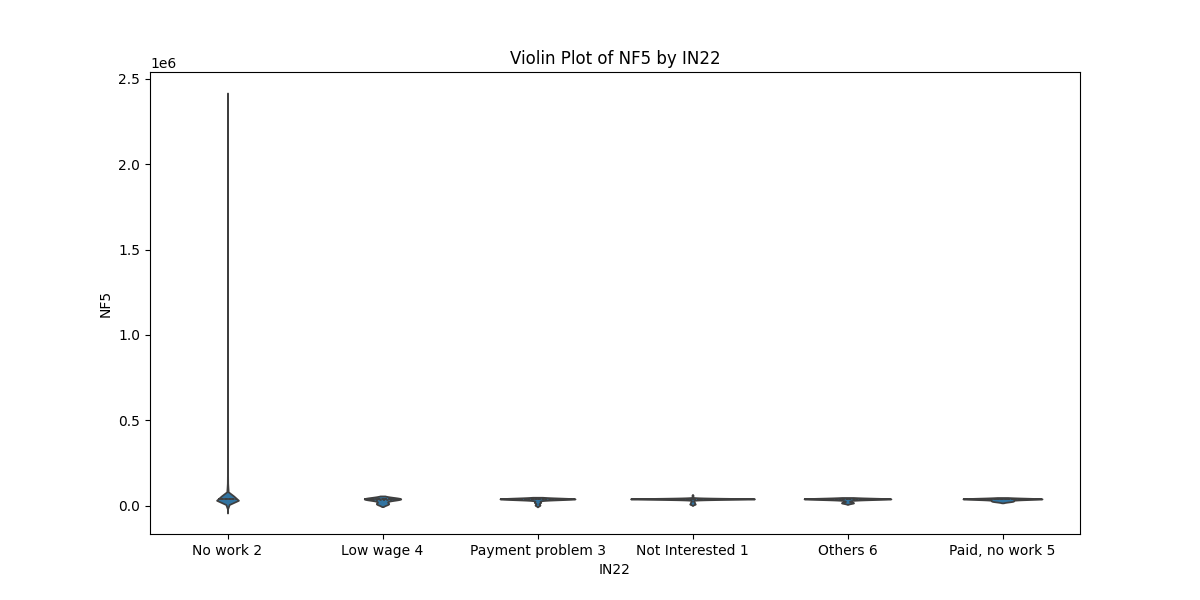 Violin Plot of NF5 by IN22
1e6
2.5
2.0
1.5
1.0
0.5
0.0
NF5
No work 2 Low wage 4 Payment problem 3 Not Interested 1 Others 6 Paid, no work 5
IN22